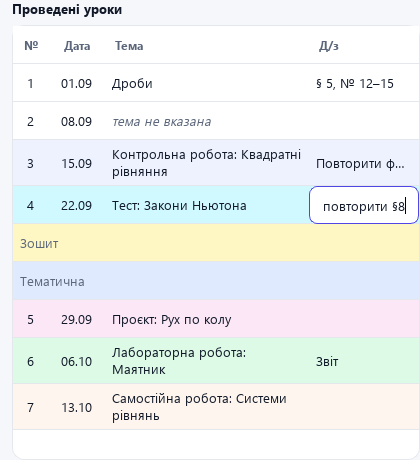 Проведені уроки
№ Дата Тема Д/з
1 01.09 Дроби § 5, № 12–15
2 08.09 тема не вказана
3 15.09 Контрольна робота: Квадратні рівняння Повторити ф...
4 22.09 Тест: Закони Ньютона повторити §8
Зошит
Тематична
5 29.09 Проєкт: Рух по колу
6 06.10 Лабораторна робота: Маятник Звіт
7 13.10 Самостійна робота: Системи рівнянь